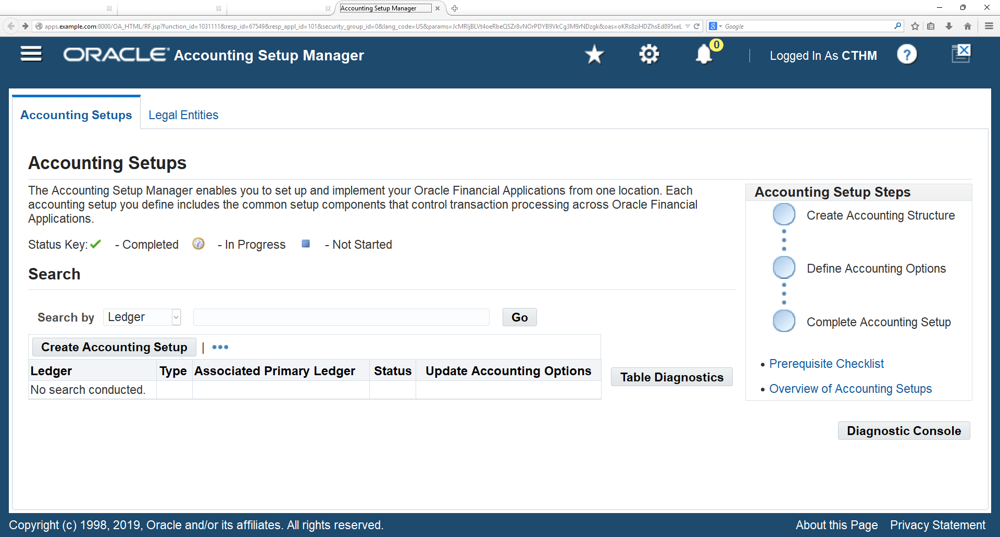 Accounting Setup Manager
apps.example.com:8000/OA_HTML/RF.jsp?function_id=1031111&resp_id=67549&resp_appl_id=101&security_group_id=0&lang_code=US&params=JcMRIjBLVt4oeRbeQSZr8vNOrPDYB9VkCg3M9rNDzgk&oas=oKRs8ziHDZhsEd895xeL
8 Google
ORACLE Accounting Setup Manager
0
Logged In As CTHM
?
Accounting Setups Legal Entities
Accounting Setups
The Accounting Setup Manager enables you to set up and implement your Oracle Financial Applications from one location. Each
accounting setup you define includes the common setup components that control transaction processing across Oracle Financial
Applications.
Status Key: - Completed - In Progress - Not Started
Search
Search by Ledger Go
Create Accounting Setup |
Ledger Type Associated Primary Ledger Status Update Accounting Options
No search conducted.
Table Diagnostics
Accounting Setup Steps
Create Accounting Structure
Define Accounting Options
Complete Accounting Setup
• Prerequisite Checklist
• Overview of Accounting Setups
Diagnostic Console
Copyright (c) 1998, 2019, Oracle and/or its affiliates. All rights reserved.
About this Page Privacy Statement